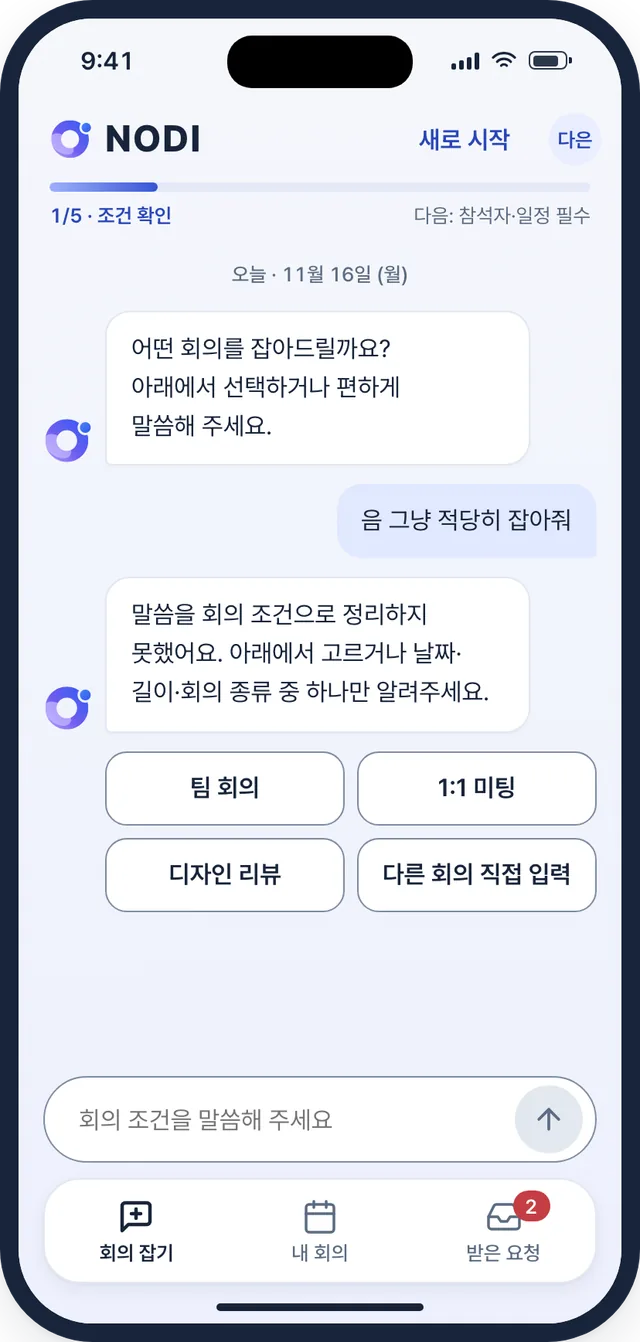 9:41
NODI
새로 시작
다은
1/5 · 조건 확인
다음: 참석자·일정 필수
오늘 · 11월 16일 (월)
어떤 회의를 잡아드릴까요?
아래에서 선택하거나 편하게
말씀해 주세요.
음 그냥 적당히 잡아줘
말씀을 회의 조건으로 정리하지
못했어요. 아래에서 고르거나 날짜·
길이·회의 종류 중 하나만 알려주세요.
팀 회의
1:1 미팅
디자인 리뷰
다른 회의 직접 입력
회의 조건을 말씀해 주세요
2
회의 잡기
내 회의
받은 요청